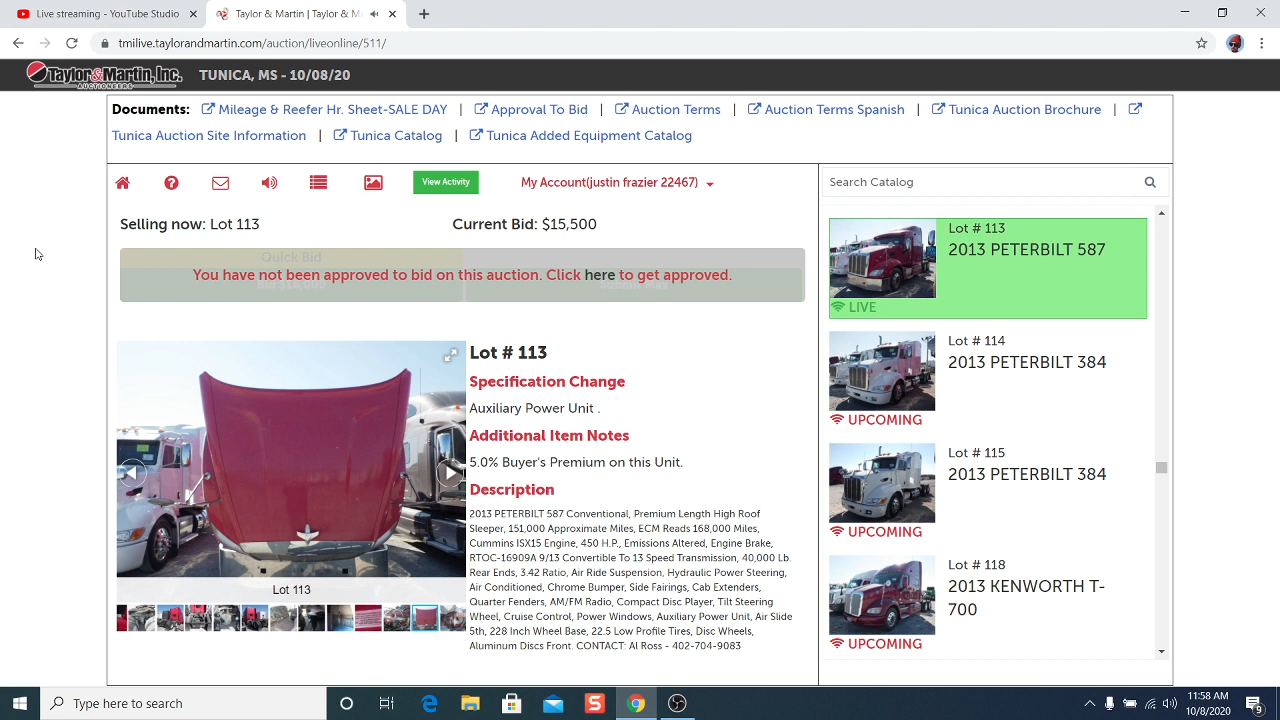 Live streaming - YouTube Studio
Taylor & Martin | Taylor & M
tmlive.taylorandmartin.com/auction/liveonline/511/
Taylor & Martin, Inc. TUNICA, MS - 10/08/20
AUCTIONEERS
Documents: Mileage & Reefer Hr. Sheet-SALE DAY | Approval To Bid | Auction Terms | Auction Terms Spanish | Tunica Auction Brochure |
Tunica Auction Site Information | Tunica Catalog | Tunica Added Equipment Catalog
View Activity My Account(justin frazier 22467)
Selling now: Lot 113 Current Bid: $15,500
Quick Bid
You have not been approved to bid on this auction. Click here to get approved.
Submit Max
Lot # 113
Specification Change
Auxiliary Power Unit .
Additional Item Notes
5.0% Buyer's Premium on this Unit.
Description
2013 PETERBILT 587 Conventional, Premium Length High Roof
Sleeper, 151,000 Approximate Miles, ECM Reads 168,000 Miles,
Cummins ISX15 Engine, 450 H.P., Emissions Altered, Engine Brake,
RTOC-16909A 9/13 Convertible To 13 Speed Transmission, 40,000 Lb.
Rear Ends, 3.42 Ratio, Air Ride Suspension, Hydraulic Power Steering,
Air Conditioned, Chrome Bumper, Side Fairings, Cab Extenders,
Quarter Fenders, AM/FM Radio, Compact Disc Player, Tilt Steering
Wheel, Cruise Control, Power Windows, Auxiliary Power Unit, Air Slide
5th, 228 Inch Wheel Base, 22.5 Low Profile Tires, Disc Wheels,
Aluminum Discs Front. CONTACT: Al Ross - 402-704-9083
Lot 113
Search Catalog
Lot # 113
2013 PETERBILT 587
LIVE
Lot # 114
2013 PETERBILT 384
UPCOMING
Lot # 115
2013 PETERBILT 384
UPCOMING
Lot # 118
2013 KENWORTH T-
700
UPCOMING
Type here to search
11:58 AM
10/8/2020
9